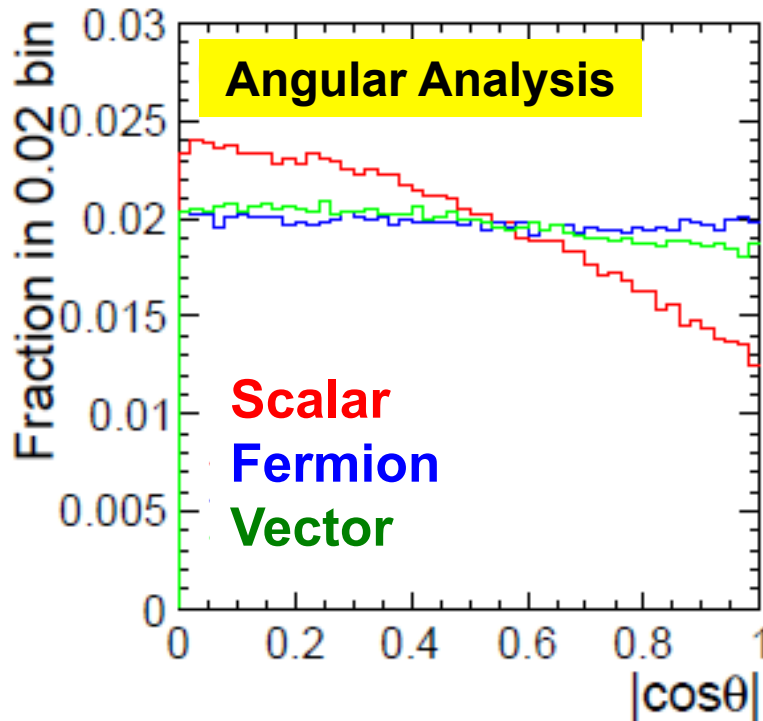 Fraction in 0.02 bin
Angular Analysis
0.03
0.025
0.02
0.015
0.01
0.005
0
Scalar
Fermion
Vector
0 0.2 0.4 0.6 0.8 1
|cosθ|